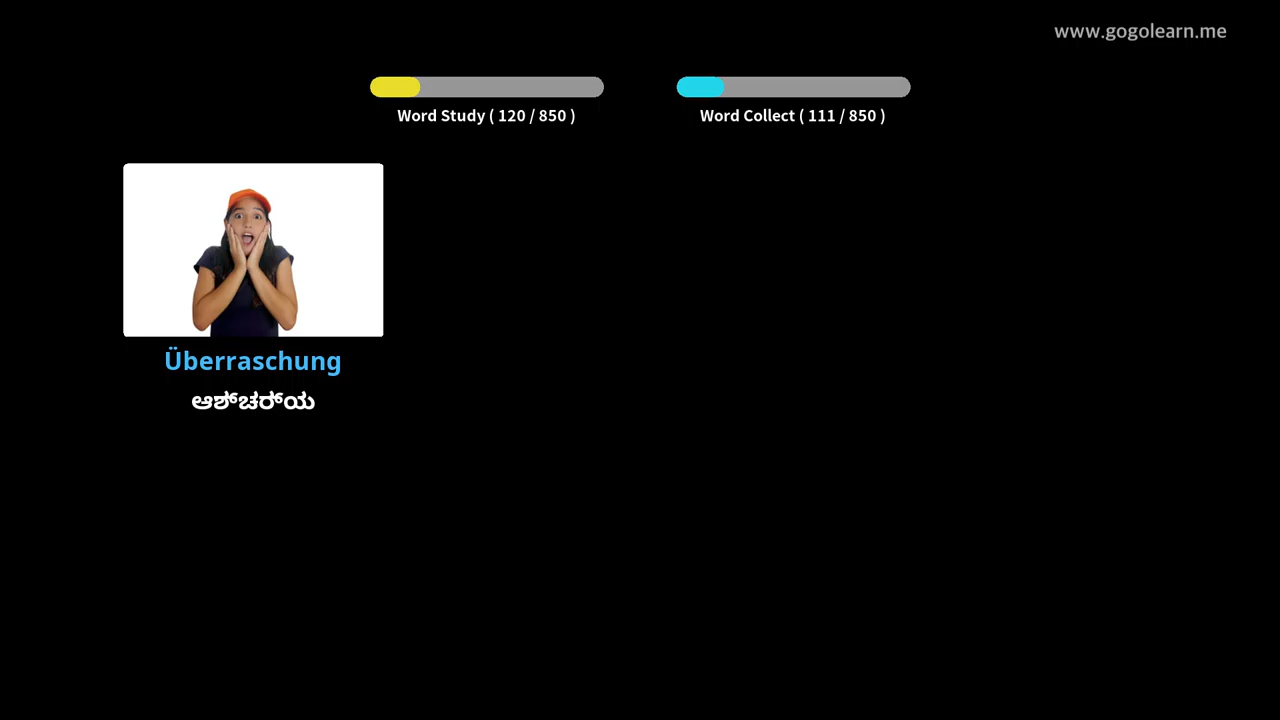 www.gogolearn.me
Word Study ( 120 / 850 )
Word Collect ( 111 / 850 )
Überraschung
ಆಶ್ಚರ್ಯ